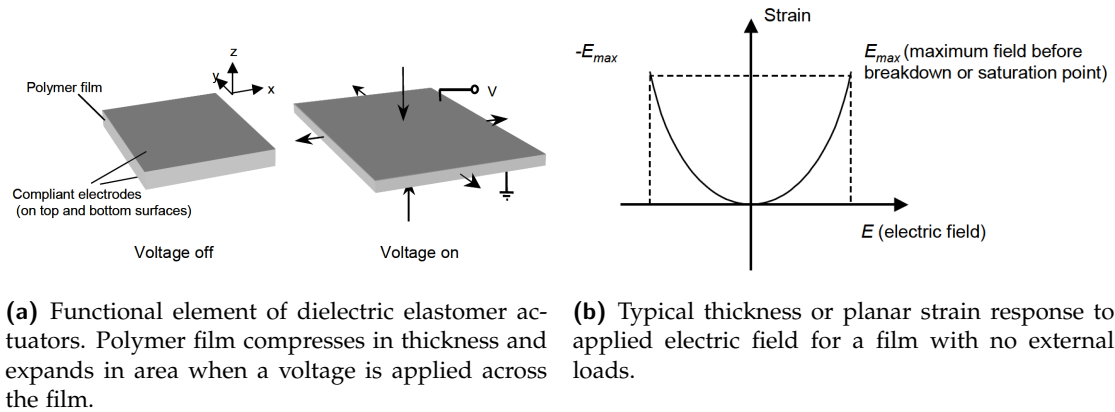 z
y
x
Polymer film
Compliant electrodes
(on top and bottom surfaces)
Voltage off
V
Voltage on
Strain
-Emax
Emax (maximum field before
breakdown or saturation point)
E (electric field)
(a) Functional element of dielectric elastomer ac-
tuators. Polymer film compresses in thickness and
expands in area when a voltage is applied across
the film.
(b) Typical thickness or planar strain response to
applied electric field for a film with no external
loads.